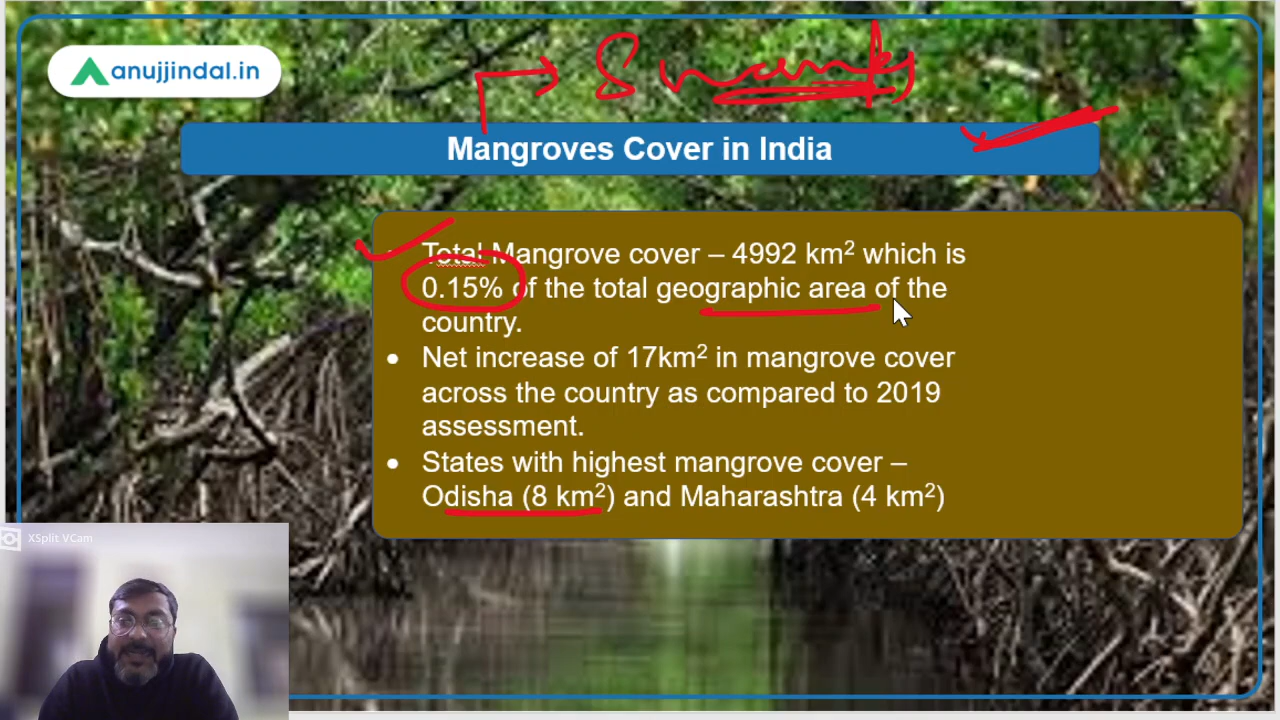 anujjindal.in
8 marks
Mangroves Cover in India
Total Mangrove cover – 4992 km² which is
0.15% of the total geographic area of the
country.
• Net increase of 17km² in mangrove cover
across the country as compared to 2019
assessment.
• States with highest mangrove cover –
Odisha (8 km²) and Maharashtra (4 km²)
XSplit VCam